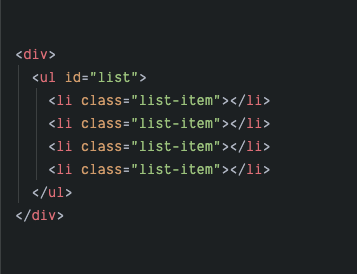 <div>
  <ul id="list">
    <li class="list-item"></li>
    <li class="list-item"></li>
    <li class="list-item"></li>
    <li class="list-item"></li>
  </ul>
</div>